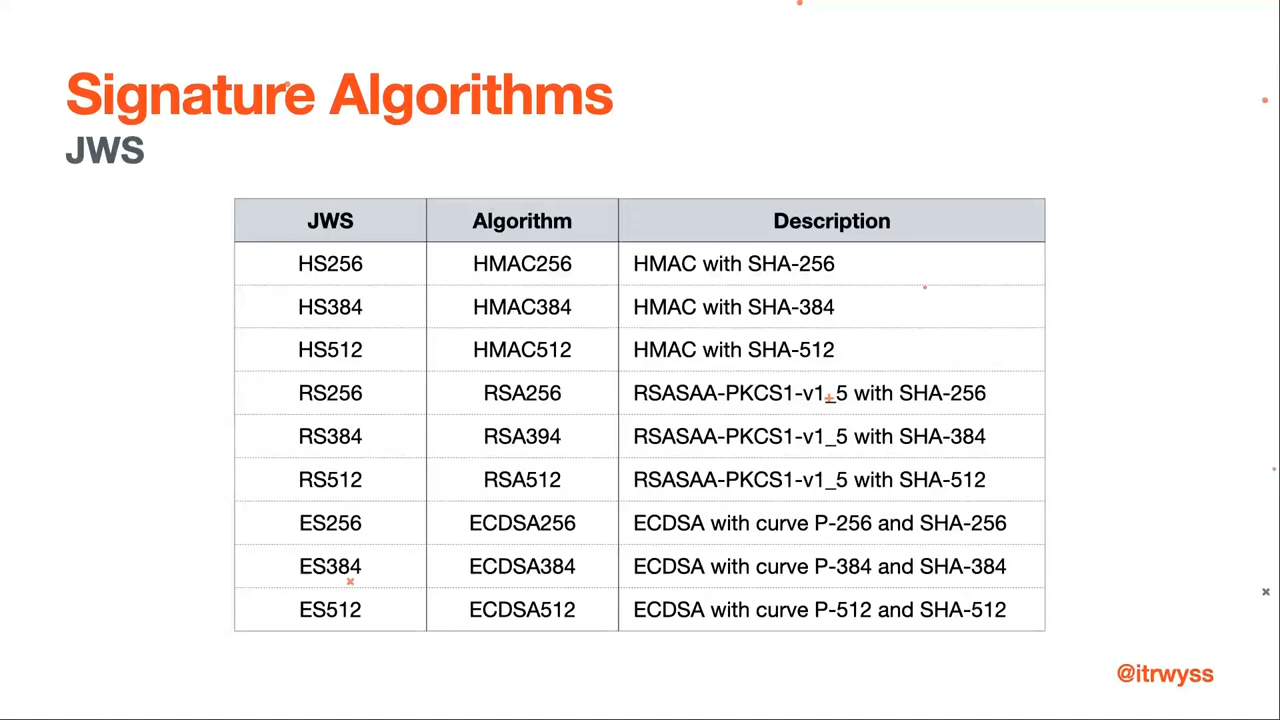 Signature Algorithms
JWS
JWS Algorithm Description
HS256 HMAC256 HMAC with SHA-256
HS384 HMAC384 HMAC with SHA-384
HS512 HMAC512 HMAC with SHA-512
RS256 RSA256 RSASAA-PKCS1-v1_5 with SHA-256
RS384 RSA394 RSASAA-PKCS1-v1_5 with SHA-384
RS512 RSA512 RSASAA-PKCS1-v1_5 with SHA-512
ES256 ECDSA256 ECDSA with curve P-256 and SHA-256
ES384 ECDSA384 ECDSA with curve P-384 and SHA-384
ES512 ECDSA512 ECDSA with curve P-512 and SHA-512
@itrwyss